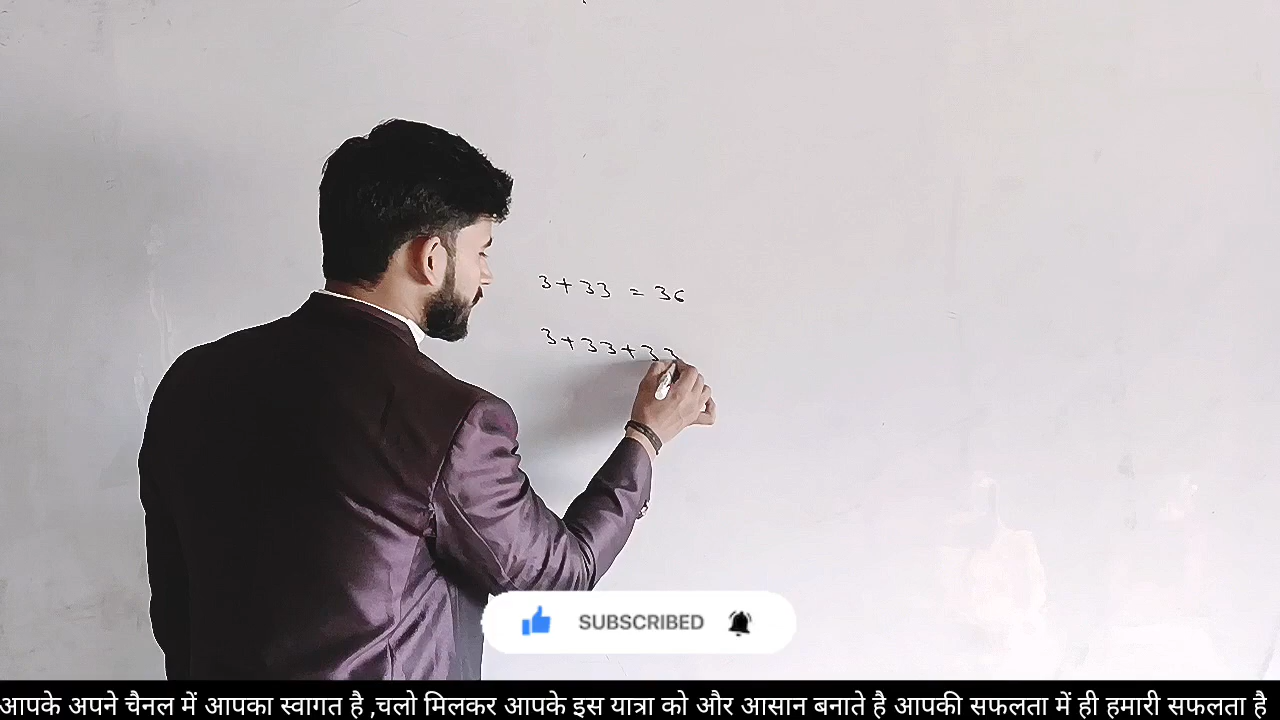 3+33 = 36
3+33+33
SUBSCRIBED
आपके अपने चैनल में आपका स्वागत है ,चलो मिलकर आपके इस यात्रा को और आसान बनाते है आपकी सफलता में ही हमारी सफलता है